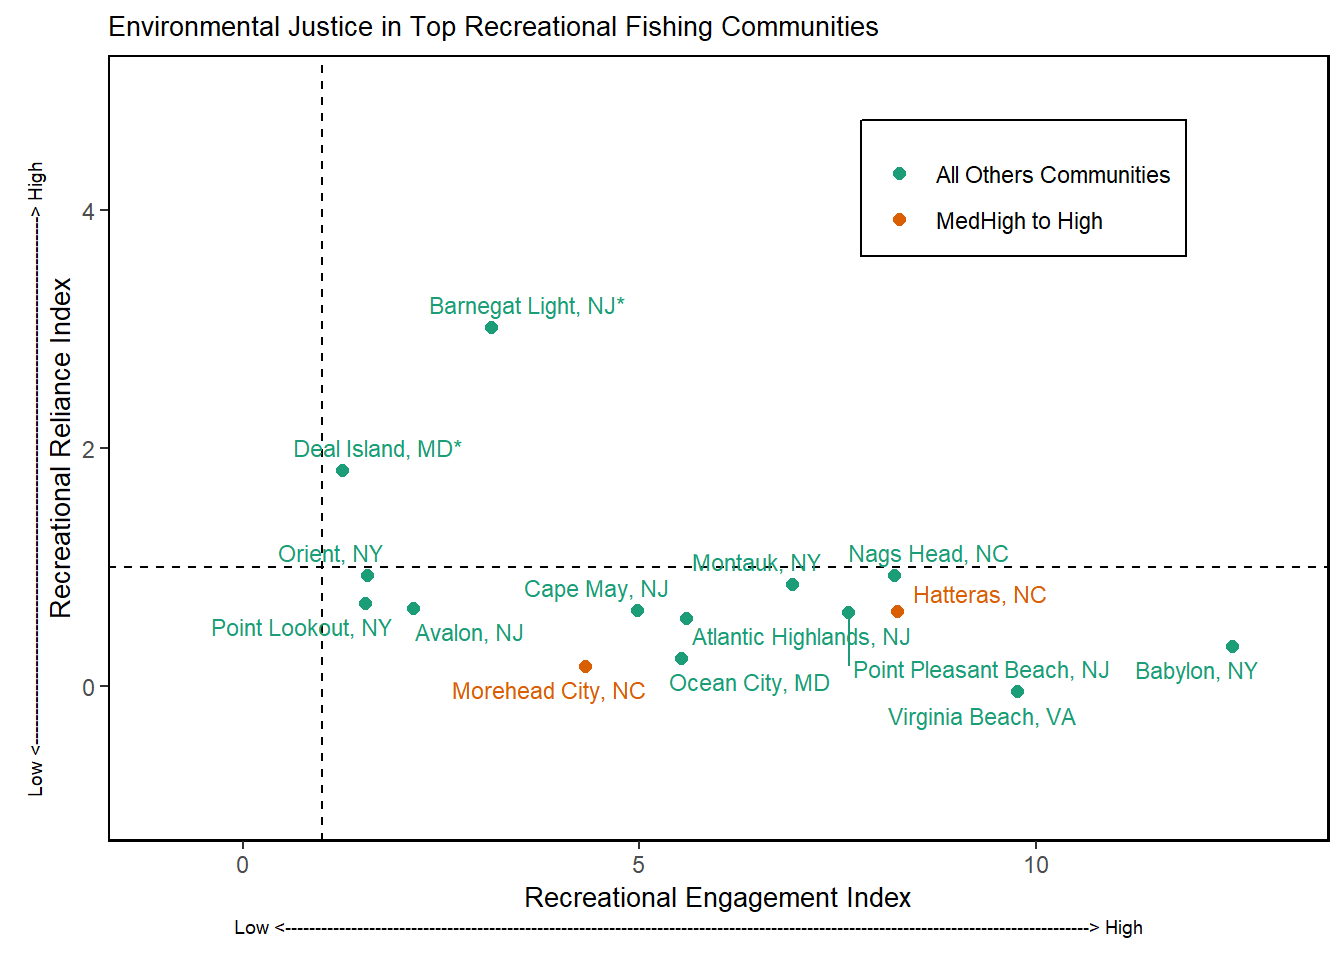 Environmental Justice in Top Recreational Fishing Communities
All Others Communities
MedHigh to High
4
2
0
Low <--------------------------------------------------> High
Recreational Reliance Index
Barnegat Light, NJ*
Deal Island, MD*
Orient, NY
Montauk, NY
Nags Head, NC
Cape May, NJ
Hatteras, NC
Point Lookout, NY
Avalon, NJ
Atlantic Highlands, NJ
Point Pleasant Beach, NJ
Babylon, NY
Ocean City, MD
Morehead City, NC
Virginia Beach, VA
0
5
10
Recreational Engagement Index
Low <--------------------------------------------------> High